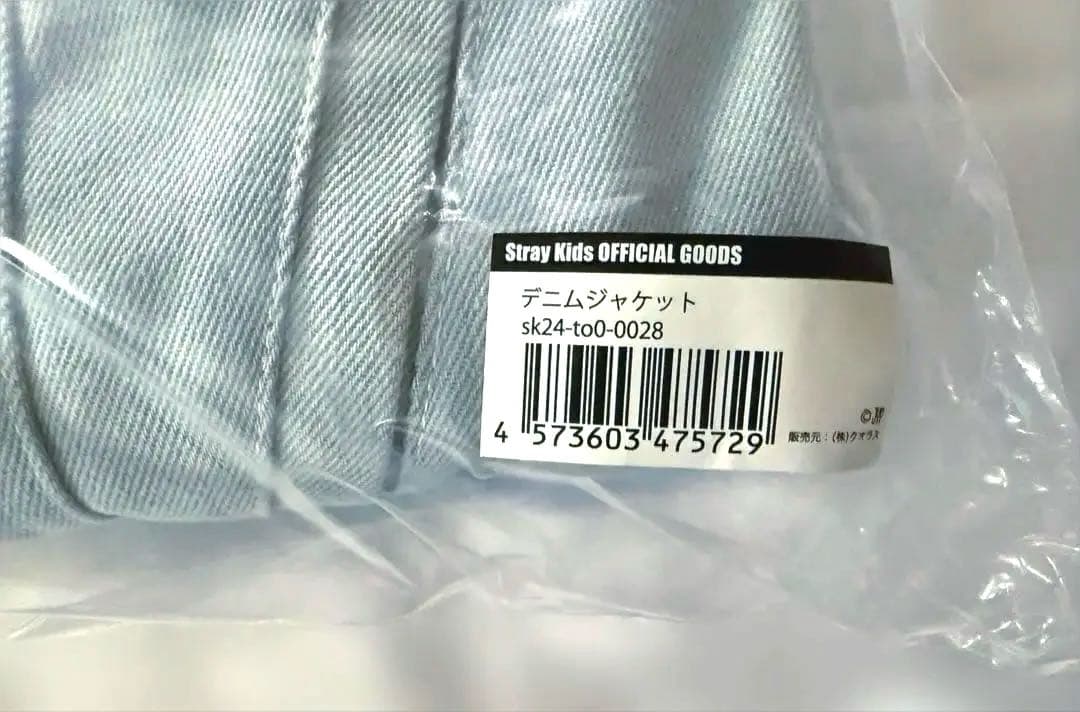 Stray Kids OFFICIAL GOODS
デニムジャケット
sk24-to0-0028
4 573603 475729
©
販売元：(株)クオラス